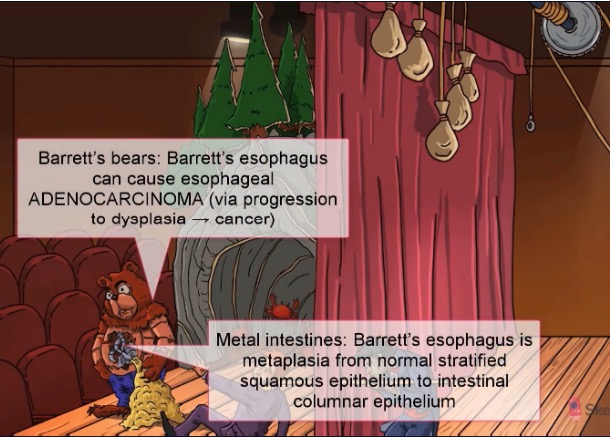 Barrett's bears: Barrett's esophagus
can cause esophageal
ADENOCARCINOMA (via progression
to dysplasia → cancer)
Metal intestines: Barrett's esophagus is
metaplasia from normal stratified
squamous epithelium to intestinal
columnar epithelium